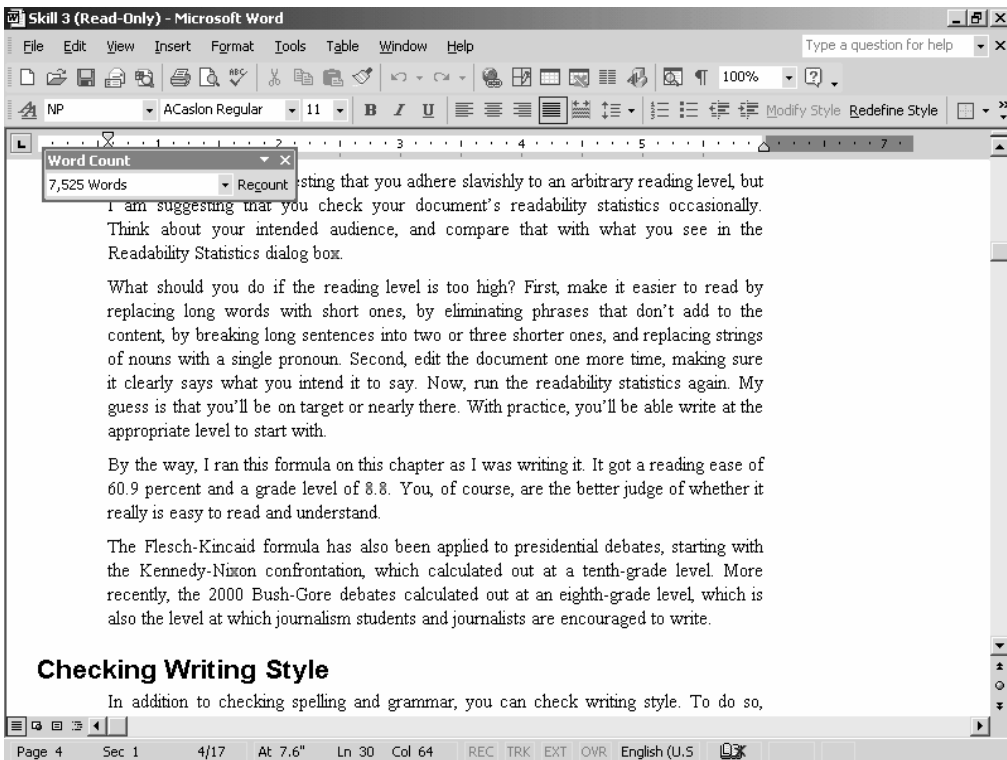 Skill 3 (Read-Only) - Microsoft Word
File Edit View Insert Format Tools Table Window Help Type a question for help
ABC 100%
NP ACaslon Regular 11 B I U Modify Style Redefine Style
1 2 3 4 5 7
Word Count
7,525 Words Recount
sting that you adhere slavishly to an arbitrary reading level, but
I am suggesting that you check your document's readability statistics occasionally.
Think about your intended audience, and compare that with what you see in the
Readability Statistics dialog box.
What should you do if the reading level is too high? First, make it easier to read by
replacing long words with short ones, by eliminating phrases that don't add to the
content, by breaking long sentences into two or three shorter ones, and replacing strings
of nouns with a single pronoun. Second, edit the document one more time, making sure
it clearly says what you intend it to say. Now, run the readability statistics again. My
guess is that you'll be on target or nearly there. With practice, you'll be able write at the
appropriate level to start with.
By the way, I ran this formula on this chapter as I was writing it. It got a reading ease of
60.9 percent and a grade level of 8.8. You, of course, are the better judge of whether it
really is easy to read and understand.
The Flesch-Kincaid formula has also been applied to presidential debates, starting with
the Kennedy-Nixon confrontation, which calculated out at a tenth-grade level. More
recently, the 2000 Bush-Gore debates calculated out at an eighth-grade level, which is
also the level at which journalism students and journalists are encouraged to write.
Checking Writing Style
In addition to checking spelling and grammar, you can check writing style. To do so,
Page 4 Sec 1 4/17 At 7.6" Ln 30 Col 64 REC TRK EXT OVR English (U.S